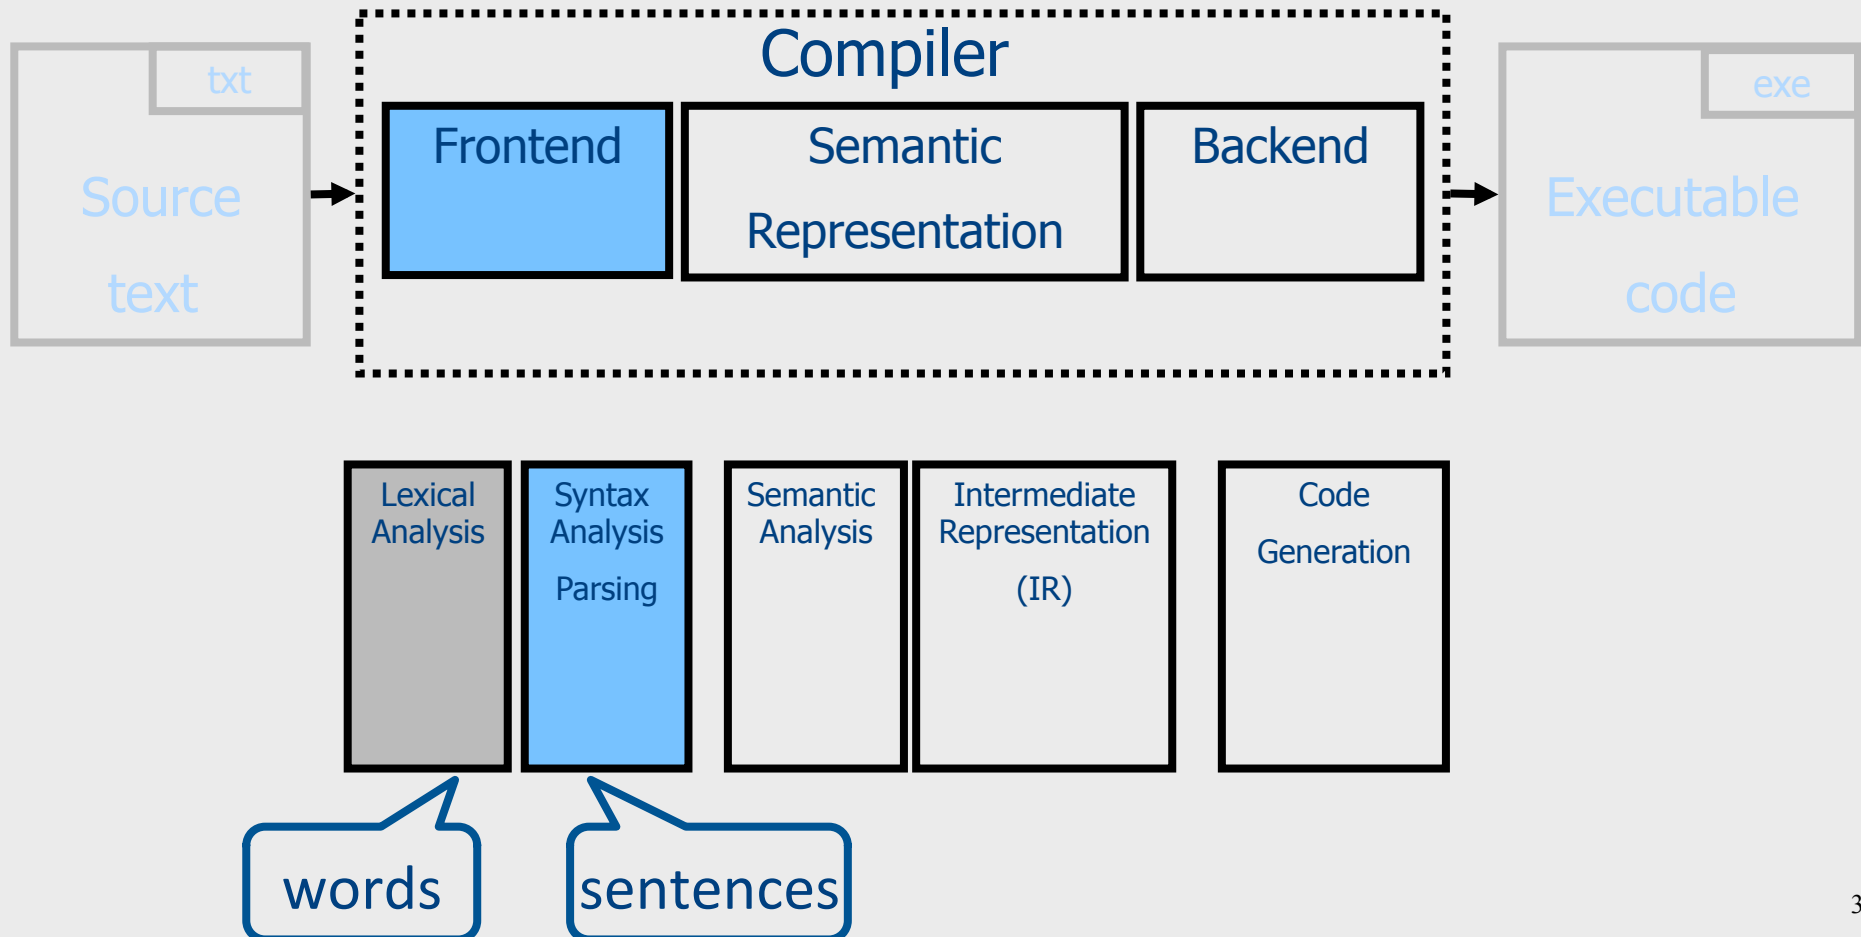 Compiler
txt
Source
text
Frontend
Semantic
Representation
Backend
exe
Executable
code
Lexical
Analysis
Syntax
Analysis
Parsing
Semantic
Analysis
Intermediate
Representation
(IR)
Code
Generation
words
sentences
3